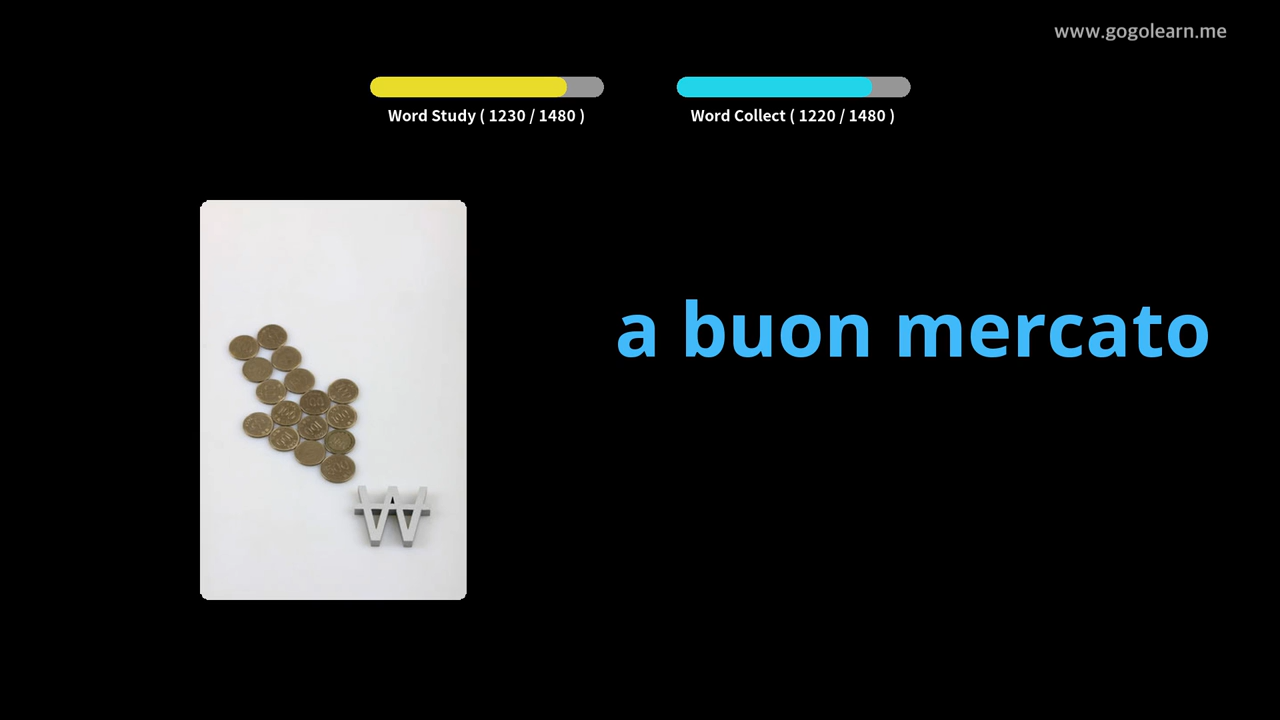 www.gogolearn.me
Word Study ( 1230 / 1480 )
Word Collect ( 1220 / 1480 )
a buon mercato
₩